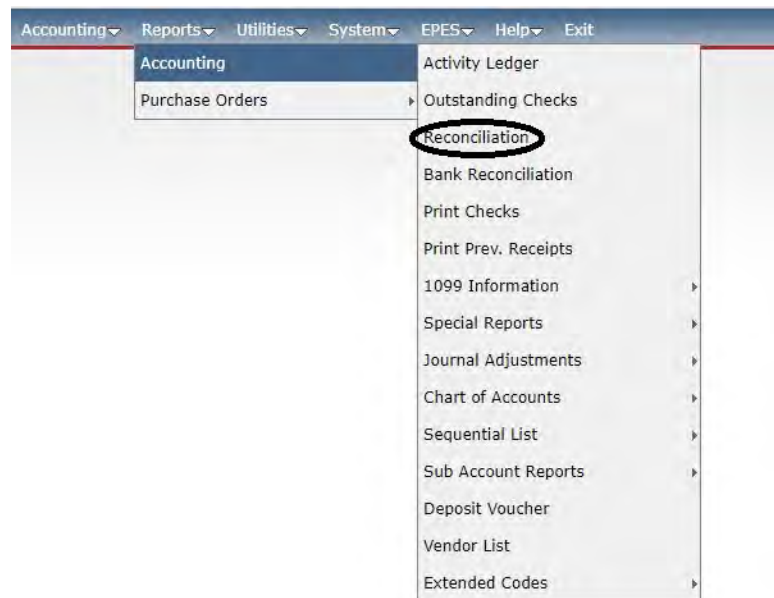 Accounting Reports Utilities System EPES Help Exit
Accounting
Purchase Orders
Activity Ledger
Outstanding Checks
Reconciliation
Bank Reconciliation
Print Checks
Print Prev. Receipts
1099 Information
Special Reports
Journal Adjustments
Chart of Accounts
Sequential List
Sub Account Reports
Deposit Voucher
Vendor List
Extended Codes